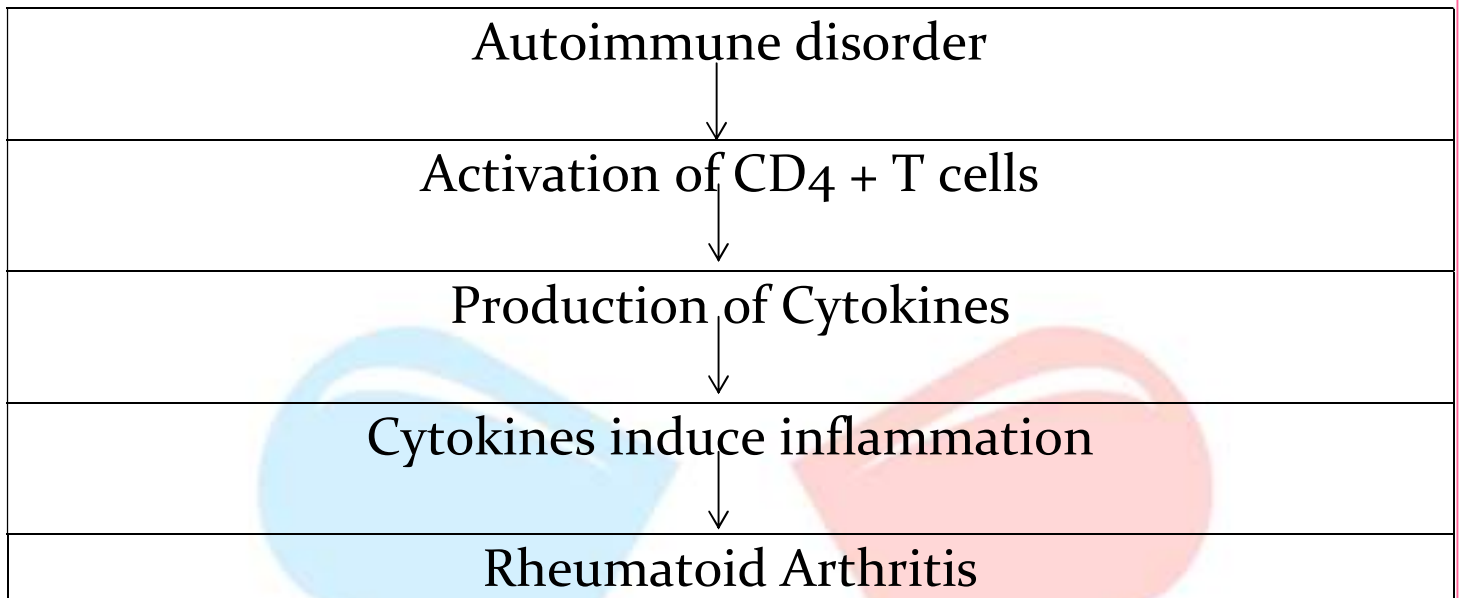 Autoimmune disorder
Activation of CD4 + T cells
Production of Cytokines
Cytokines induce inflammation
Rheumatoid Arthritis